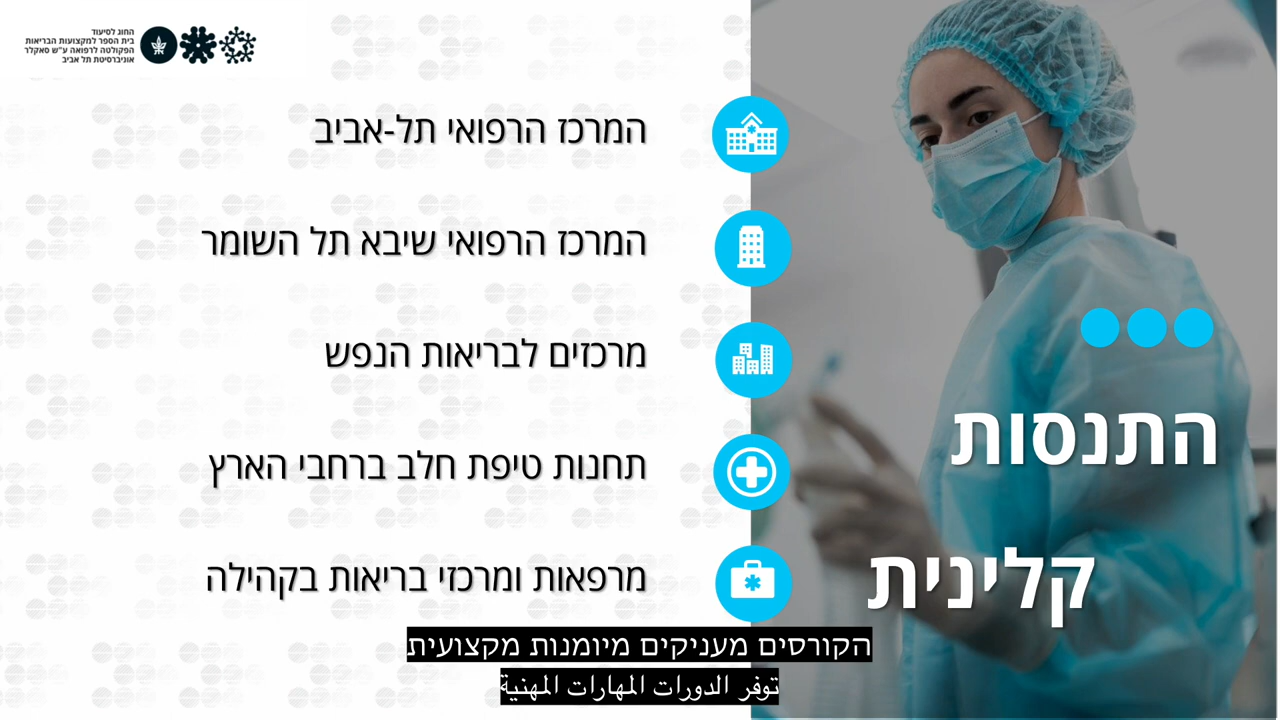 החוג לסיעוד
בית הספר למקצועות הבריאות
הפקולטה לרפואה ע"ש סאקלר
אוניברסיטת תל אביב
המרכז הרפואי תל-אביב
המרכז הרפואי שיבא תל השומר
מרכזים לבריאות הנפש
תחנות טיפת חלב ברחבי הארץ
מרפאות ומרכזי בריאות בקהילה
התנסות
קלינית
הקורסים מעניקים מיומנות מקצועית
توفر الدورات المهارات المهنية